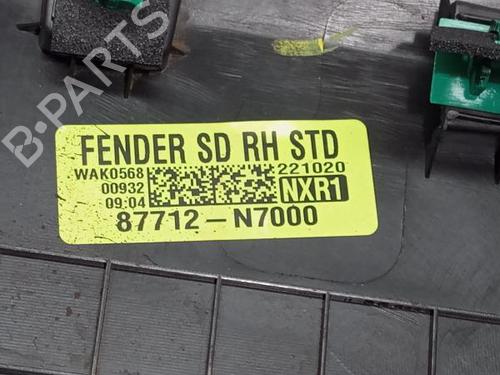 B-PARTS
FENDER SD RH STD
WAK0568 221020
00932 NXR1
09:04
87712-N7000